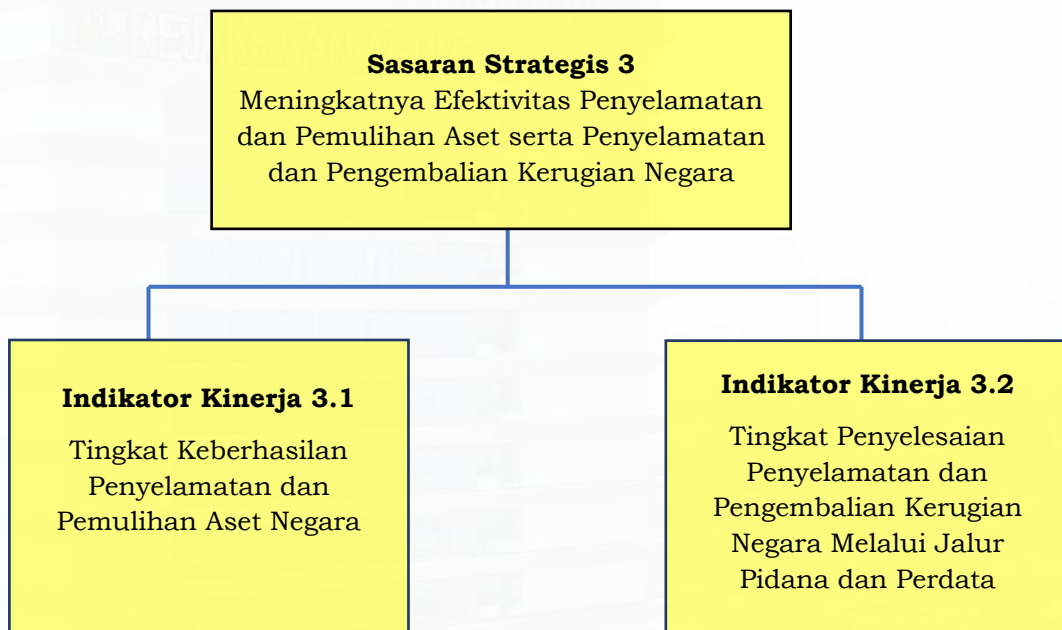 Sasaran Strategis 3
Meningkatnya Efektivitas Penyelamatan
dan Pemulihan Aset serta Penyelamatan
dan Pengembalian Kerugian Negara
Indikator Kinerja 3.1
Tingkat Keberhasilan
Penyelamatan dan
Pemulihan Aset Negara
Indikator Kinerja 3.2
Tingkat Penyelesaian
Penyelamatan dan
Pengembalian Kerugian
Negara Melalui Jalur
Pidana dan Perdata